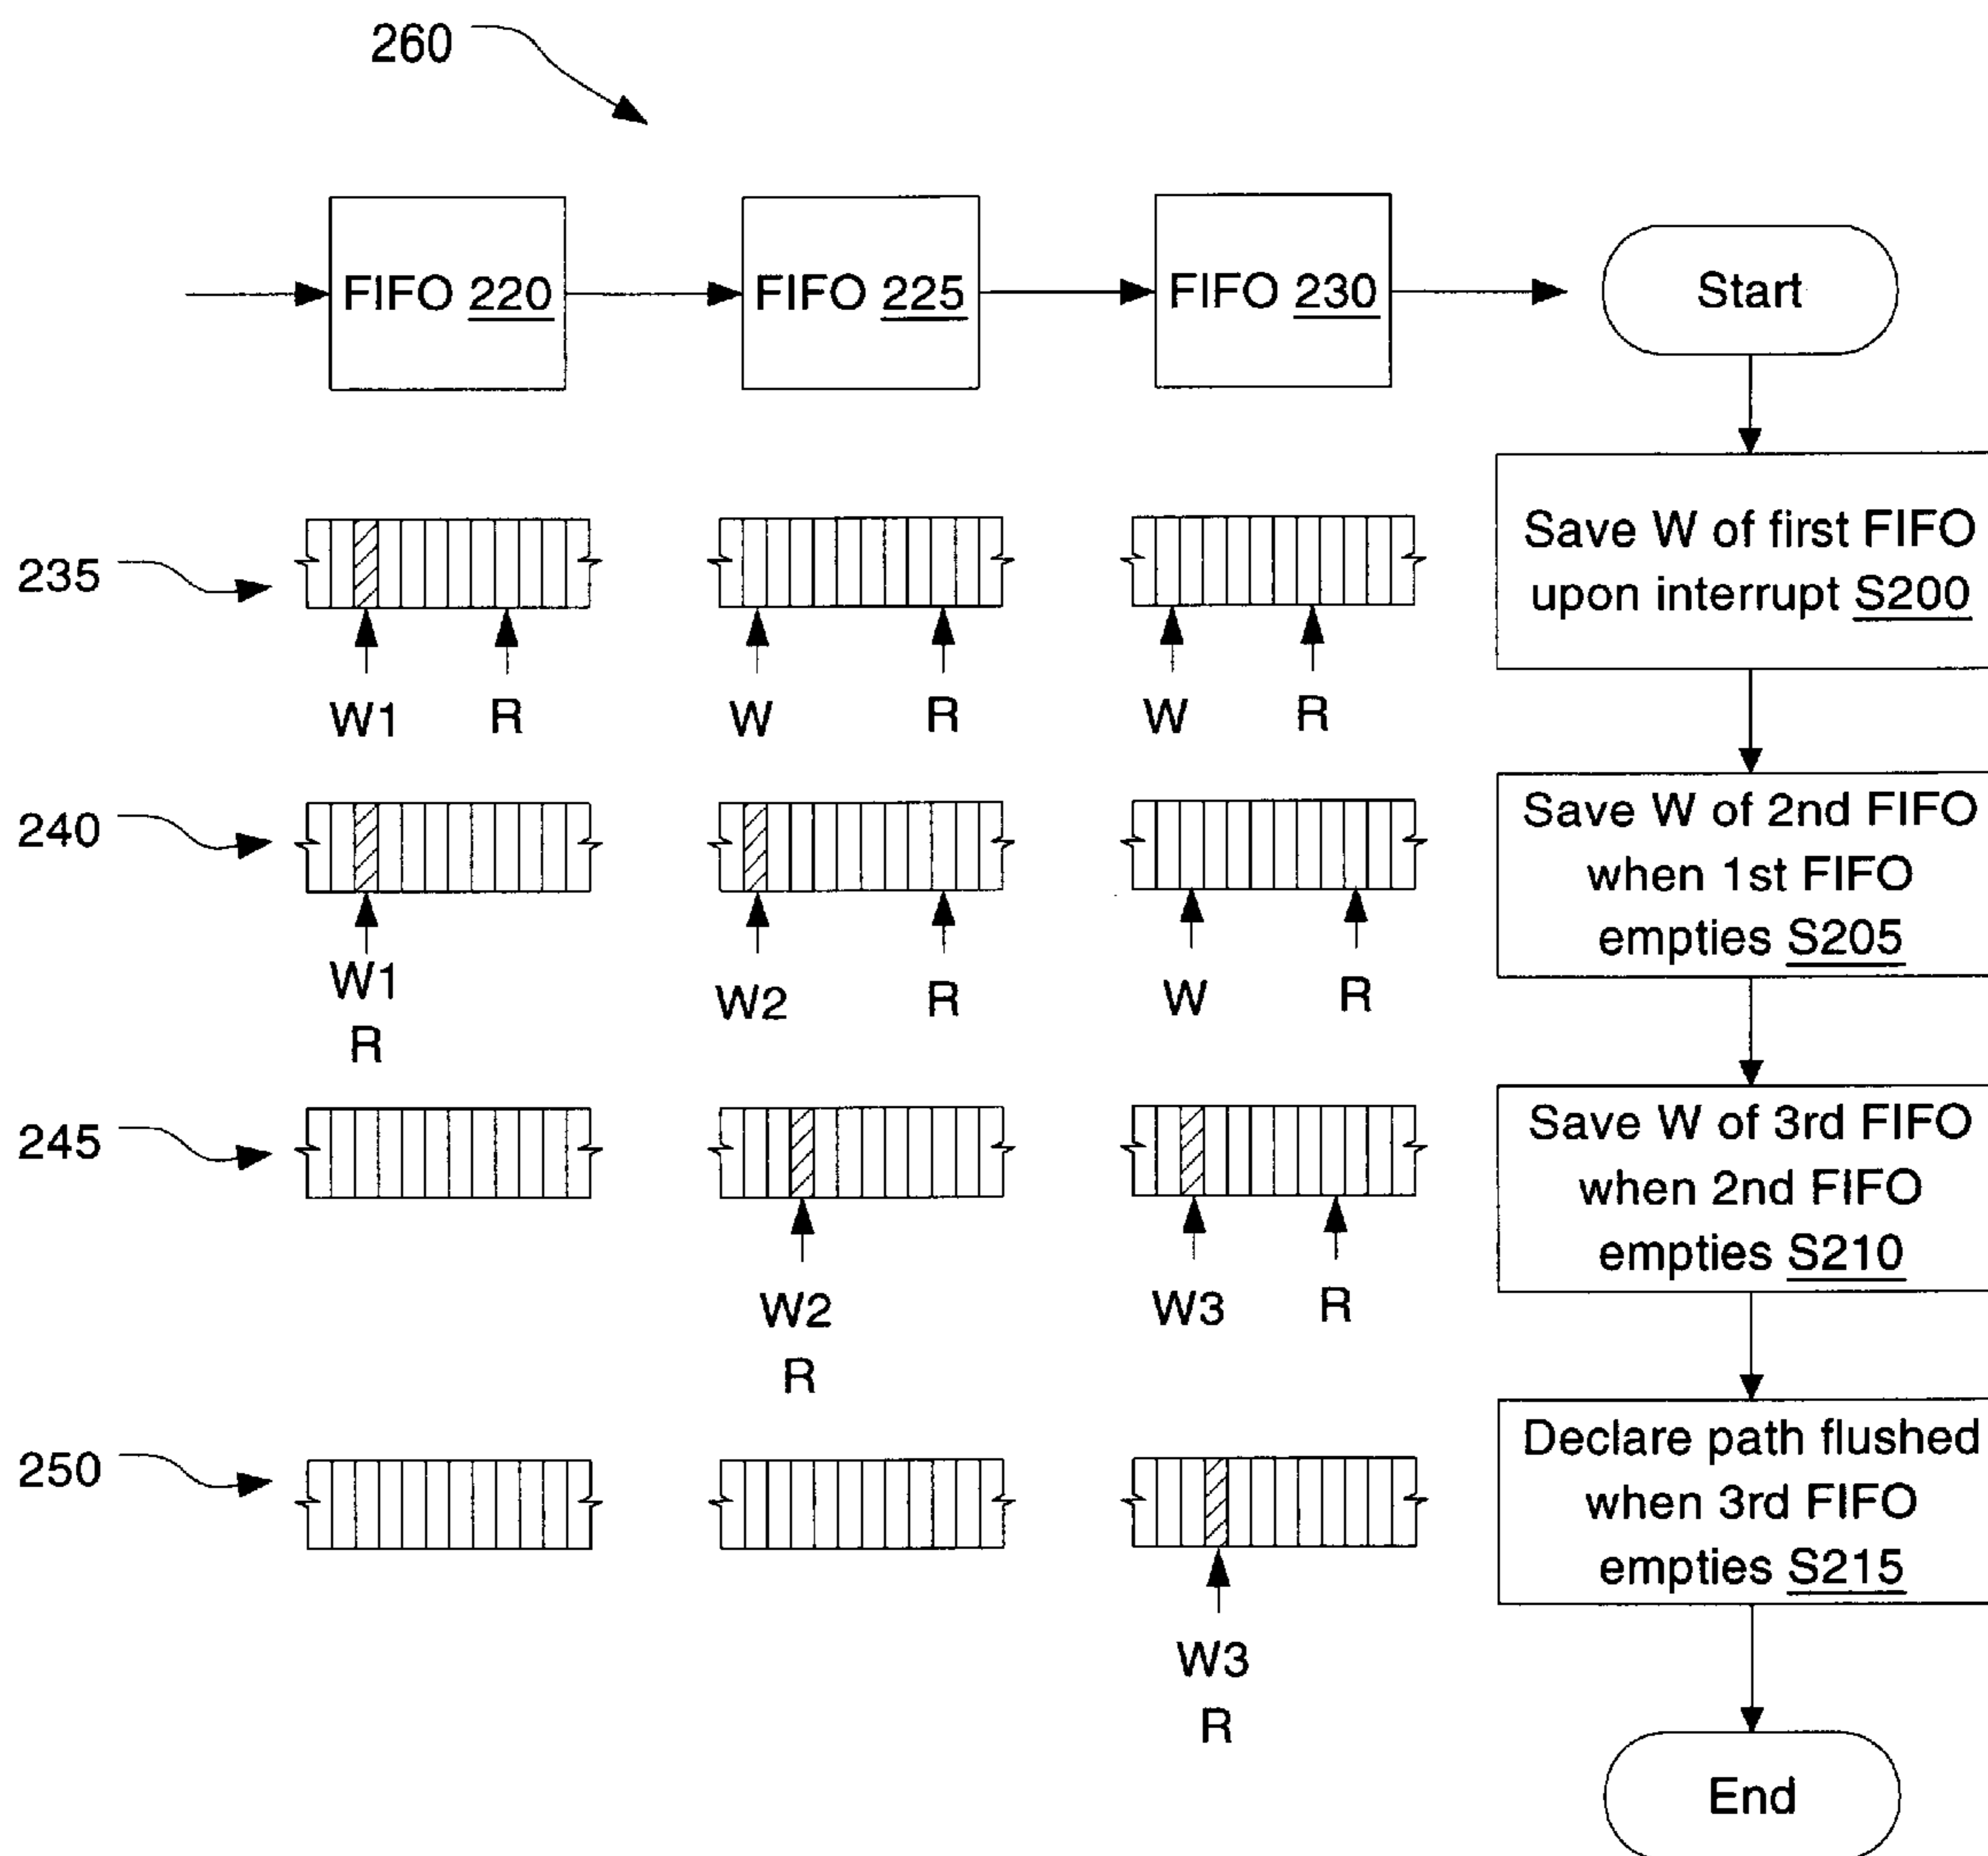 260
FIFO 220
FIFO 225
FIFO 230
Start
235
W1
R
W
R
W
R
Save W of first FIFO
upon interrupt S200
240
W1
R
W2
R
W
R
Save W of 2nd FIFO
when 1st FIFO
empties S205
245
W2
R
W3
R
Save W of 3rd FIFO
when 2nd FIFO
empties S210
250
W3
R
Declare path flushed
when 3rd FIFO
empties S215
End